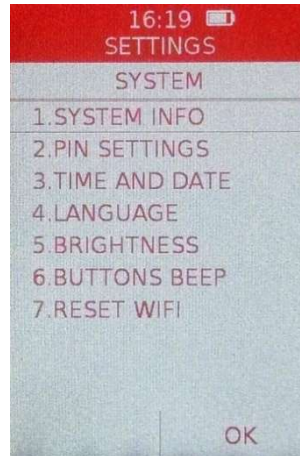 16:19
SETTINGS
SYSTEM
1.SYSTEM INFO
2.PIN SETTINGS
3.TIME AND DATE
4.LANGUAGE
5.BRIGHTNESS
6.BUTTONS BEEP
7.RESET WIFI
OK